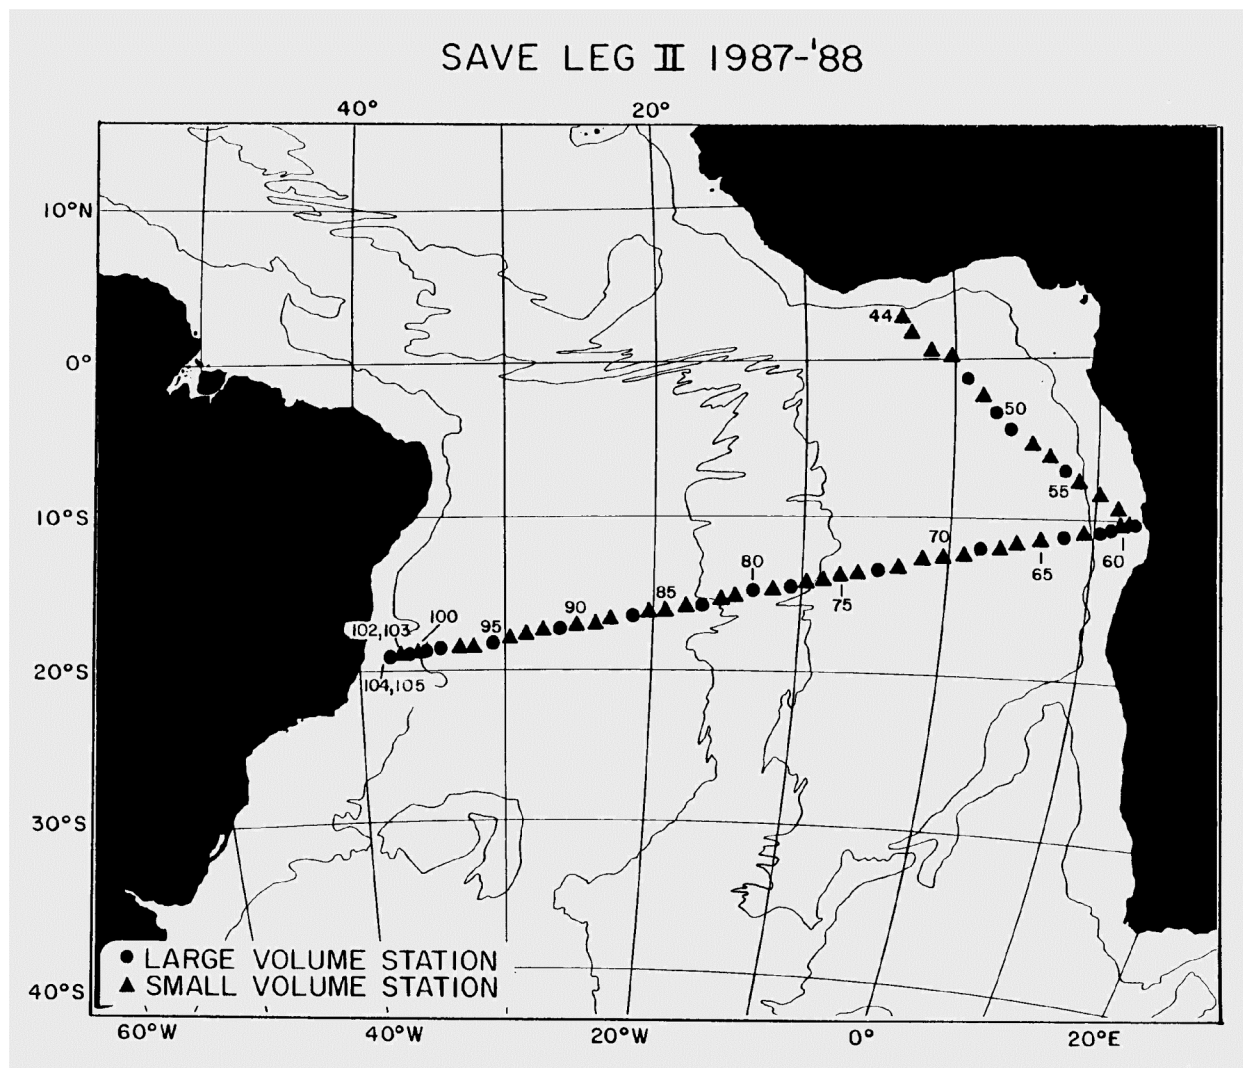 SAVE LEG II 1987-'88
40° 20°
10°N
44
0°
50
55
10°S
70
60
80
65
85
75
90
100
95
102,103
20°S
104,105
30°S
LARGE VOLUME STATION
SMALL VOLUME STATION
40°S
60°W 40°W 20°W 0° 20°E